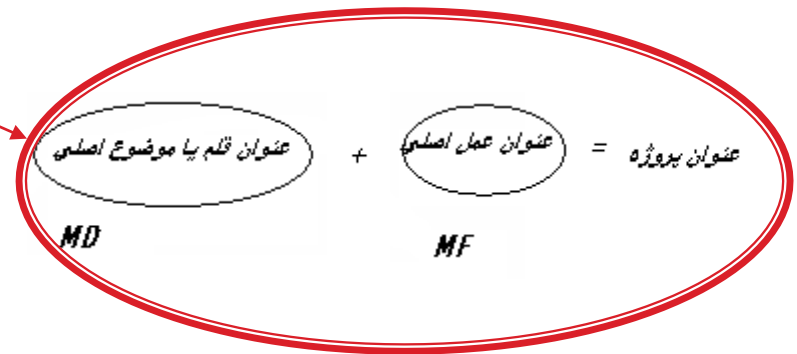 عنوان پروژه = عنوان عمل اصلی + عنوان قلم یا موضوع اصلی
MF MD